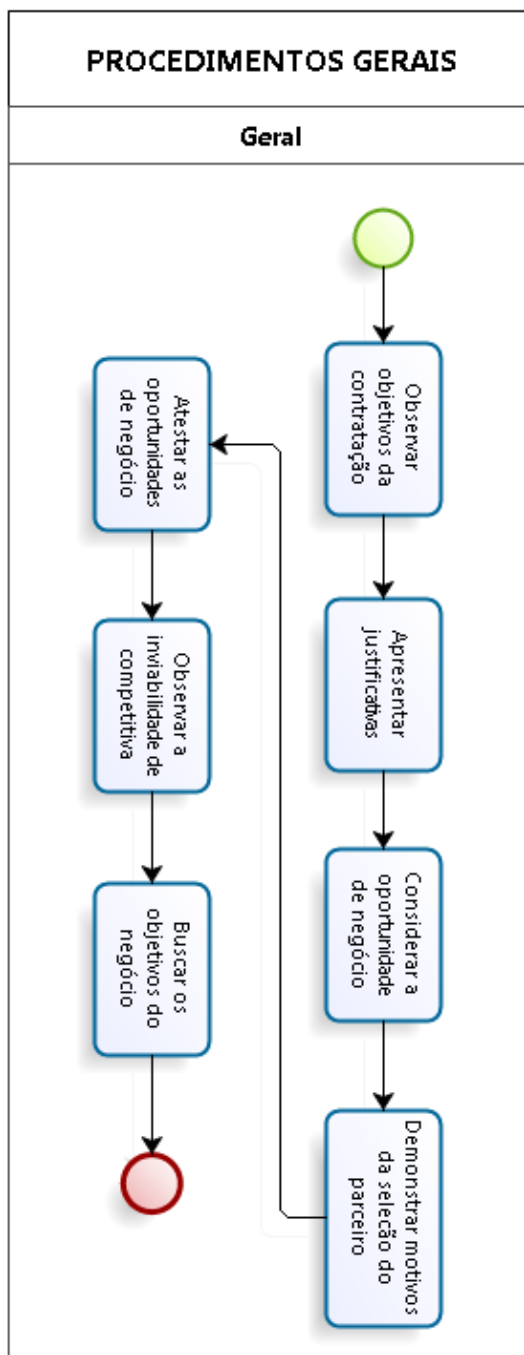 PROCEDIMENTOS GERAIS
Geral
Observar
objetivos da
contratação
Apresentar
justificativas
Considerar a
oportunidade
de negócio
Demonstrar motivos
da seleção do
parceiro
Atestar as
oportunidades
de negócio
Observar a
inviabilidade de
competitiva
Buscar os
objetivos do
negócio